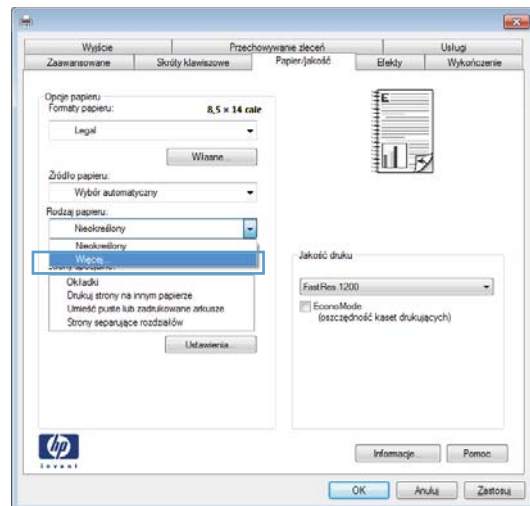 Wyjście Przechowywanie zleceń Usługi
Zaawansowane Skróty klawiszowe Papier/jakość Efekty Wykończenie
Opcje papieru
Formaty papieru: 8,5 × 14 cale
Legal
Własne...
Źródło papieru:
Wybór automatyczny
Rodzaj papieru:
Nieokreślony
Nieokreślony
Więcej...
Strony specjalne:
Okładki
Drukuj strony na innym papierze
Umieść puste lub zadrukowane arkusze
Strony separujące rozdziałów
Ustawienia...
E
Jakość druku
FastRes 1200
EconoMode
(oszczędność kaset drukujących)
hp
invent
Informacje... Pomoc
OK Anuluj Zastosuj